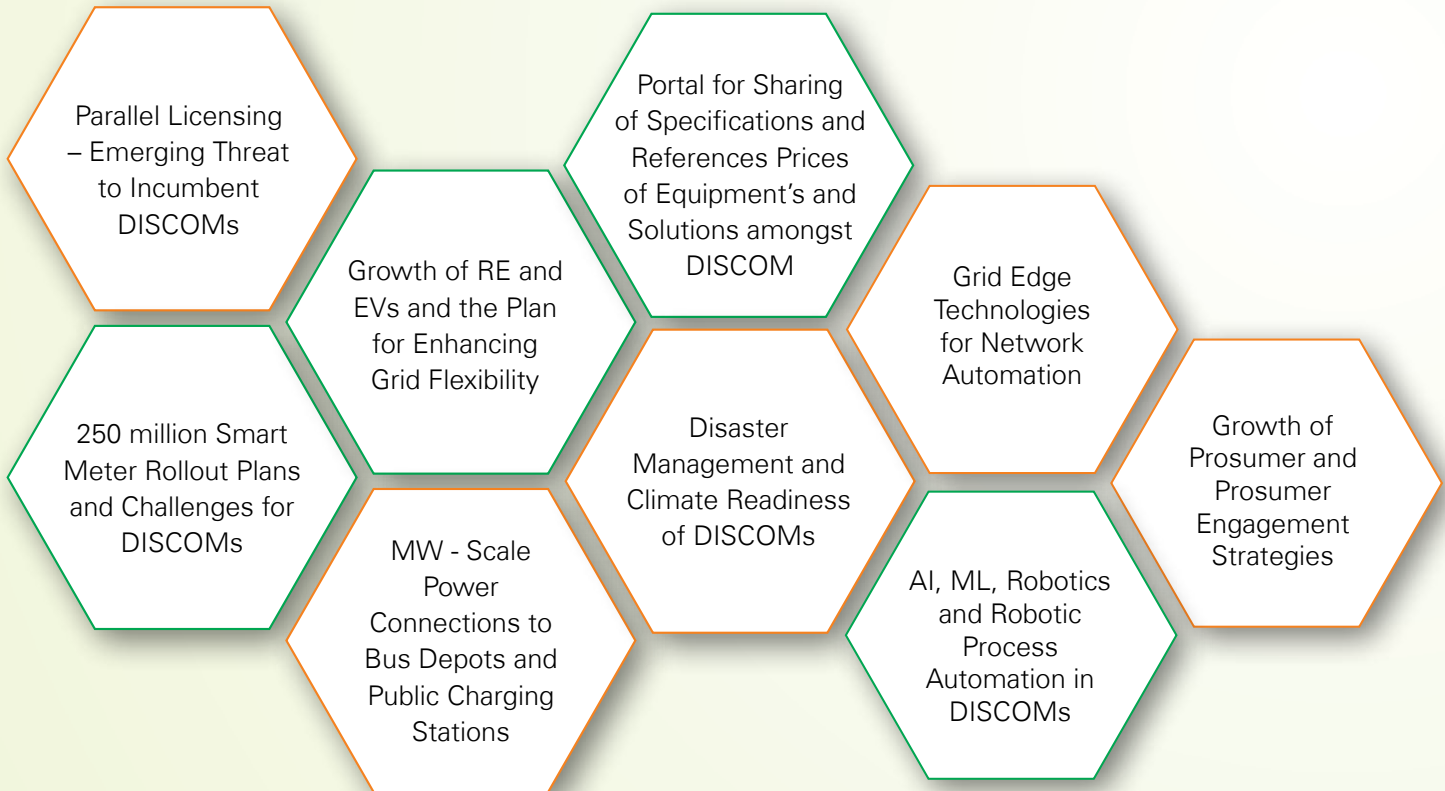 Parallel Licensing
– Emerging Threat
to Incumbent
DISCOMs
250 million Smart
Meter Rollout Plans
and Challenges for
DISCOMs
Growth of RE and
EVs and the Plan
for Enhancing
Grid Flexibility
MW - Scale
Power
Connections to
Bus Depots and
Public Charging
Stations
Portal for Sharing
of Specifications and
References Prices
of Equipment's and
Solutions amongst
DISCOM
Disaster
Management and
Climate Readiness
of DISCOMs
Grid Edge
Technologies
for Network
Automation
AI, ML, Robotics
and Robotic
Process
Automation in
DISCOMs
Growth of
Prosumer and
Prosumer
Engagement
Strategies